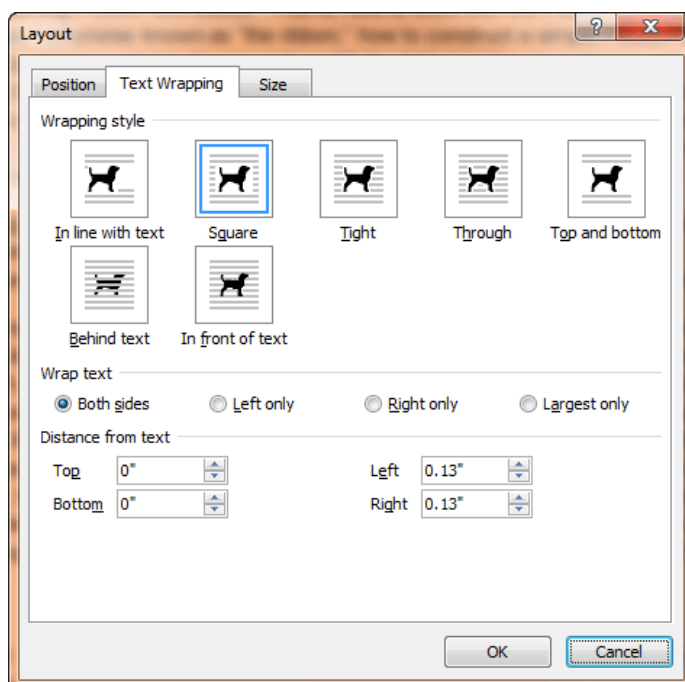 Layout
?
X
Position Text Wrapping Size
Wrapping style
In line with text Square Tight Through Top and bottom
Behind text In front of text
Wrap text
Both sides Left only Right only Largest only
Distance from text
Top 0" Left 0.13"
Bottom 0" Right 0.13"
OK Cancel